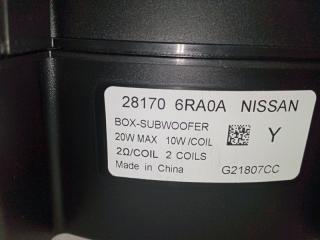 28170 6RA0A NISSAN
BOX-SUBWOOFER
20W MAX 10W/COIL
2Ω/COIL 2 COILS
Made in China
Y
G21807CC